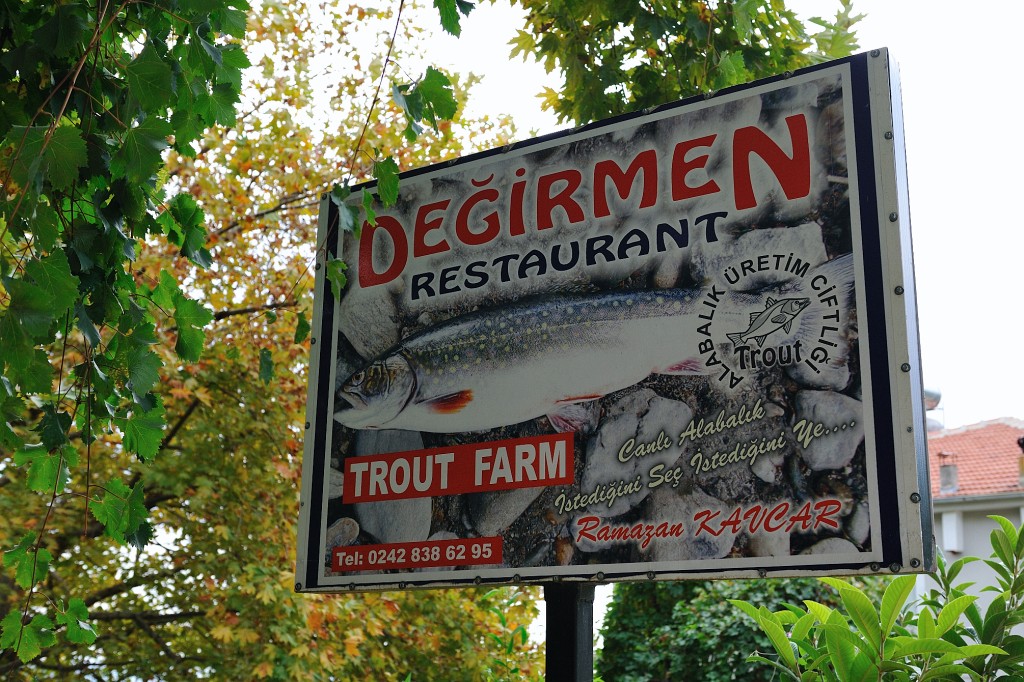 DEĞİRMEN
RESTAURANT
ALABALIK ÜRETİM ÇİFTLİĞİ
Trout
TROUT FARM
Canlı Alabalık
İstediğini Seç İstediğini Ye....
Ramazan KAVCAR
Tel: 0242 838 62 95